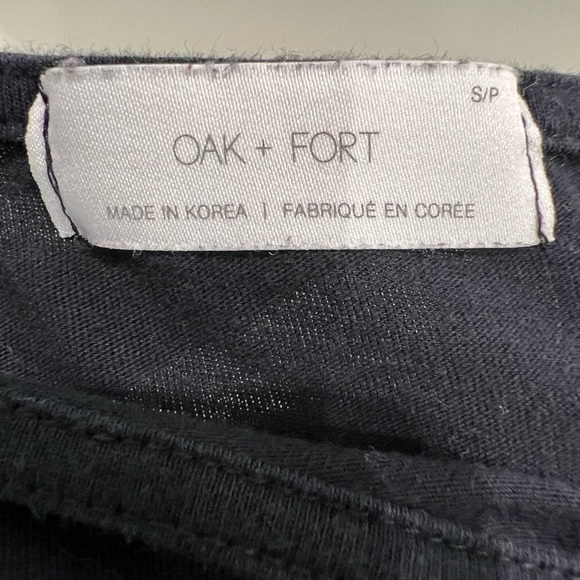 S/P
OAK + FORT
MADE IN KOREA | FABRIQUÉ EN CORÉE